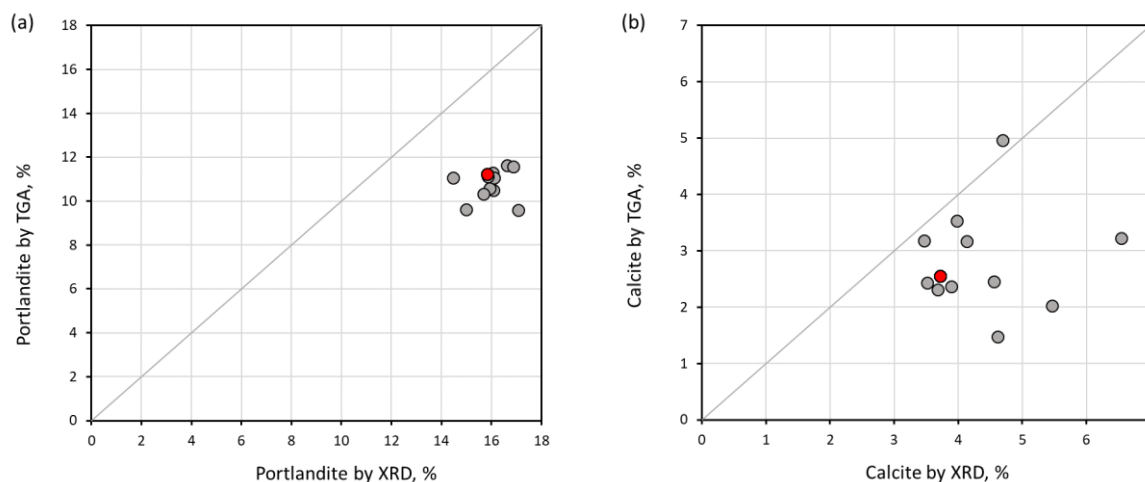 (a)
18
16
14
12
10
8
6
4
2
0
0 2 4 6 8 10 12 14 16 18
Portlandite by TGA, %
Portlandite by XRD, %
(b)
7
6
5
4
3
2
1
0
0 1 2 3 4 5 6
Calcite by TGA, %
Calcite by XRD, %